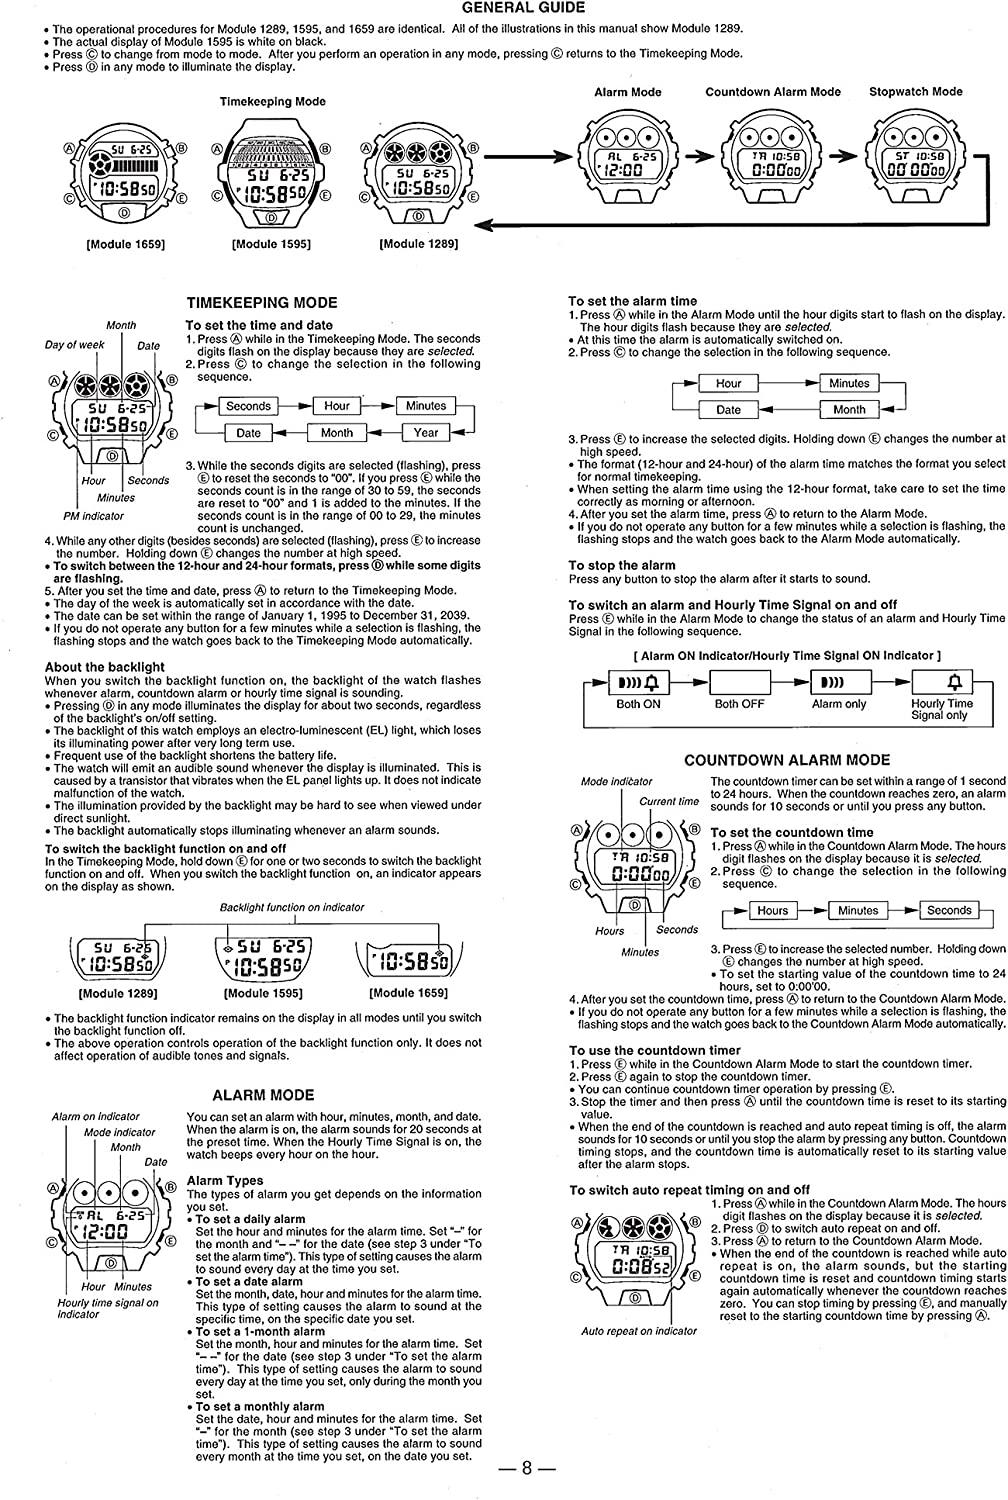 GENERAL GUIDE
• The operational procedures for Module 1289, 1595, and 1659 are identical. All of the illustrations in this manual show Module 1289.
• The actual display of Module 1595 is white on black.
• Press Ⓒ to change from mode to mode. After you perform an operation in any mode, pressing Ⓒ returns to the Timekeeping Mode.
• Press Ⓓ in any mode to illuminate the display.
Timekeeping Mode
Alarm Mode
Countdown Alarm Mode
Stopwatch Mode
Ⓐ Ⓑ Ⓒ Ⓓ Ⓔ
SU 6-25
P 10:58 50
Ⓐ Ⓑ Ⓒ Ⓓ Ⓔ
SU 6-25
P 10:58 50
Ⓐ Ⓑ Ⓒ Ⓓ Ⓔ
SU 6-25
P 10:58 50
AL 6-25
12:00
TR 10:58
0:00'00
ST 10:58
00'00'00
[Module 1659]
[Module 1595]
[Module 1289]
TIMEKEEPING MODE
Month
Day of week
Date
Ⓐ Ⓑ Ⓒ Ⓓ Ⓔ
SU 6-25
P 10:58 50
Hour
Seconds
Minutes
PM indicator
To set the time and date
1. Press Ⓐ while in the Timekeeping Mode. The seconds
digits flash on the display because they are selected.
2. Press Ⓒ to change the selection in the following
sequence.
Seconds
Hour
Minutes
Date
Month
Year
3. While the seconds digits are selected (flashing), press
Ⓔ to reset the seconds to "00". If you press Ⓔ while the
seconds count is in the range of 30 to 59, the seconds
are reset to "00" and 1 is added to the minutes. If the
seconds count is in the range of 00 to 29, the minutes
count is unchanged.
4. While any other digits (besides seconds) are selected (flashing), press Ⓔ to increase
the number. Holding down Ⓔ changes the number at high speed.
• To switch between the 12-hour and 24-hour formats, press Ⓓ while some digits
are flashing.
5. After you set the time and date, press Ⓐ to return to the Timekeeping Mode.
• The day of the week is automatically set in accordance with the date.
• The date can be set within the range of January 1, 1995 to December 31, 2039.
• If you do not operate any button for a few minutes while a selection is flashing, the
flashing stops and the watch goes back to the Timekeeping Mode automatically.
About the backlight
When you switch the backlight function on, the backlight of the watch flashes
whenever alarm, countdown alarm or hourly time signal is sounding.
• Pressing Ⓓ in any mode illuminates the display for about two seconds, regardless
of the backlight's on/off setting.
• The backlight of this watch employs an electro-luminescent (EL) light, which loses
its illuminating power after very long term use.
• Frequent use of the backlight shortens the battery life.
• The watch will emit an audible sound whenever the display is illuminated. This is
caused by a transistor that vibrates when the EL panel lights up. It does not indicate
malfunction of the watch.
• The illumination provided by the backlight may be hard to see when viewed under
direct sunlight.
• The backlight automatically stops illuminating whenever an alarm sounds.
To switch the backlight function on and off
In the Timekeeping Mode, hold down Ⓔ for one or two seconds to switch the backlight
function on and off. When you switch the backlight function on, an indicator appears
on the display as shown.
Backlight function on indicator
SU 6-25
P 10:58 50
SU 6-25
P 10:58 50
P 10:58 50
[Module 1289]
[Module 1595]
[Module 1659]
• The backlight function indicator remains on the display in all modes until you switch
the backlight function off.
• The above operation controls operation of the backlight function only. It does not
affect operation of audible tones and signals.
ALARM MODE
Alarm on indicator
Mode indicator
Month
Date
Ⓐ Ⓑ Ⓒ Ⓓ Ⓔ
AL 6-25
12:00
Hour Minutes
Hourly time signal on
indicator
You can set an alarm with hour, minutes, month, and date.
When the alarm is on, the alarm sounds for 20 seconds at
the preset time. When the Hourly Time Signal is on, the
watch beeps every hour on the hour.
Alarm Types
The types of alarm you get depends on the information
you set.
• To set a daily alarm
Set the hour and minutes for the alarm time. Set "–" for
the month and "– –" for the date (see step 3 under "To
set the alarm time"). This type of setting causes the alarm
to sound every day at the time you set.
• To set a date alarm
Set the month, date, hour and minutes for the alarm time.
This type of setting causes the alarm to sound at the
specific time, on the specific date you set.
• To set a 1-month alarm
Set the month, hour and minutes for the alarm time. Set
"– –" for the date (see step 3 under "To set the alarm
time"). This type of setting causes the alarm to sound
every day at the time you set, only during the month you
set.
• To set a monthly alarm
Set the date, hour and minutes for the alarm time. Set
"–" for the month (see step 3 under "To set the alarm
time"). This type of setting causes the alarm to sound
every month at the time you set, on the date you set.
To set the alarm time
1. Press Ⓐ while in the Alarm Mode until the hour digits start to flash on the display.
The hour digits flash because they are selected.
• At this time the alarm is automatically switched on.
2. Press Ⓒ to change the selection in the following sequence.
Hour
Minutes
Date
Month
3. Press Ⓔ to increase the selected digits. Holding down Ⓔ changes the number at
high speed.
• The format (12-hour and 24-hour) of the alarm time matches the format you select
for normal timekeeping.
• When setting the alarm time using the 12-hour format, take care to set the time
correctly as morning or afternoon.
4. After you set the alarm time, press Ⓐ to return to the Alarm Mode.
• If you do not operate any button for a few minutes while a selection is flashing, the
flashing stops and the watch goes back to the Alarm Mode automatically.
To stop the alarm
Press any button to stop the alarm after it starts to sound.
To switch an alarm and Hourly Time Signal on and off
Press Ⓔ while in the Alarm Mode to change the status of an alarm and Hourly Time
Signal in the following sequence.
[ Alarm ON Indicator/Hourly Time Signal ON Indicator ]
Both ON
Both OFF
Alarm only
Hourly Time
Signal only
COUNTDOWN ALARM MODE
Mode indicator
Current time
Ⓐ Ⓑ Ⓒ Ⓓ Ⓔ
TR 10:58
0:00'00
Hours
Seconds
Minutes
The countdown timer can be set within a range of 1 second
to 24 hours. When the countdown reaches zero, an alarm
sounds for 10 seconds or until you press any button.
To set the countdown time
1. Press Ⓐ while in the Countdown Alarm Mode. The hours
digit flashes on the display because it is selected.
2. Press Ⓒ to change the selection in the following
sequence.
Hours
Minutes
Seconds
3. Press Ⓔ to increase the selected number. Holding down
Ⓔ changes the number at high speed.
• To set the starting value of the countdown time to 24
hours, set to 0:00'00.
4. After you set the countdown time, press Ⓐ to return to the Countdown Alarm Mode.
• If you do not operate any button for a few minutes while a selection is flashing, the
flashing stops and the watch goes back to the Countdown Alarm Mode automatically.
To use the countdown timer
1. Press Ⓔ while in the Countdown Alarm Mode to start the countdown timer.
2. Press Ⓔ again to stop the countdown timer.
• You can continue countdown timer operation by pressing Ⓔ.
3. Stop the timer and then press Ⓐ until the countdown time is reset to its starting
value.
• When the end of the countdown is reached and auto repeat timing is off, the alarm
sounds for 10 seconds or until you stop the alarm by pressing any button. Countdown
timing stops, and the countdown time is automatically reset to its starting value
after the alarm stops.
To switch auto repeat timing on and off
Ⓐ Ⓑ Ⓒ Ⓓ Ⓔ
TR 10:58
0:08'52
Auto repeat on indicator
1. Press Ⓐ while in the Countdown Alarm Mode. The hours
digit flashes on the display because it is selected.
2. Press Ⓓ to switch auto repeat on and off.
3. Press Ⓐ to return to the Countdown Alarm Mode.
• When the end of the countdown is reached while auto
repeat is on, the alarm sounds, but the starting
countdown time is reset and countdown timing starts
again automatically whenever the countdown reaches
zero. You can stop timing by pressing Ⓔ, and manually
reset to the starting countdown time by pressing Ⓐ.
— 8 —